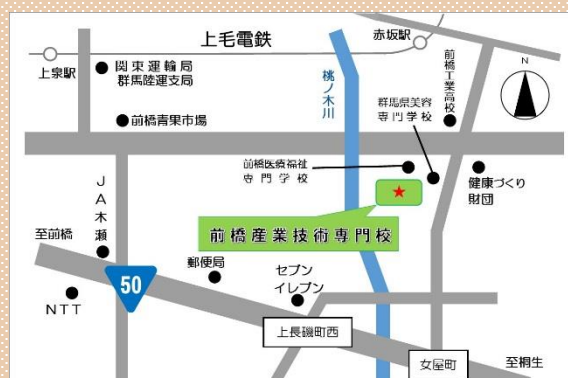 上毛電鉄
赤坂駅
上泉駅
関東運輸局
群馬陸運支局
桃ノ木川
前橋工業高校
N
群馬県美容
専門学校
前橋青果市場
前橋医療福祉
専門学校
健康づくり
財団
JA木瀬
至前橋
前橋産業技術専門校
郵便局
セブン
イレブン
50
NTT
上長磯町西
女屋町
至桐生